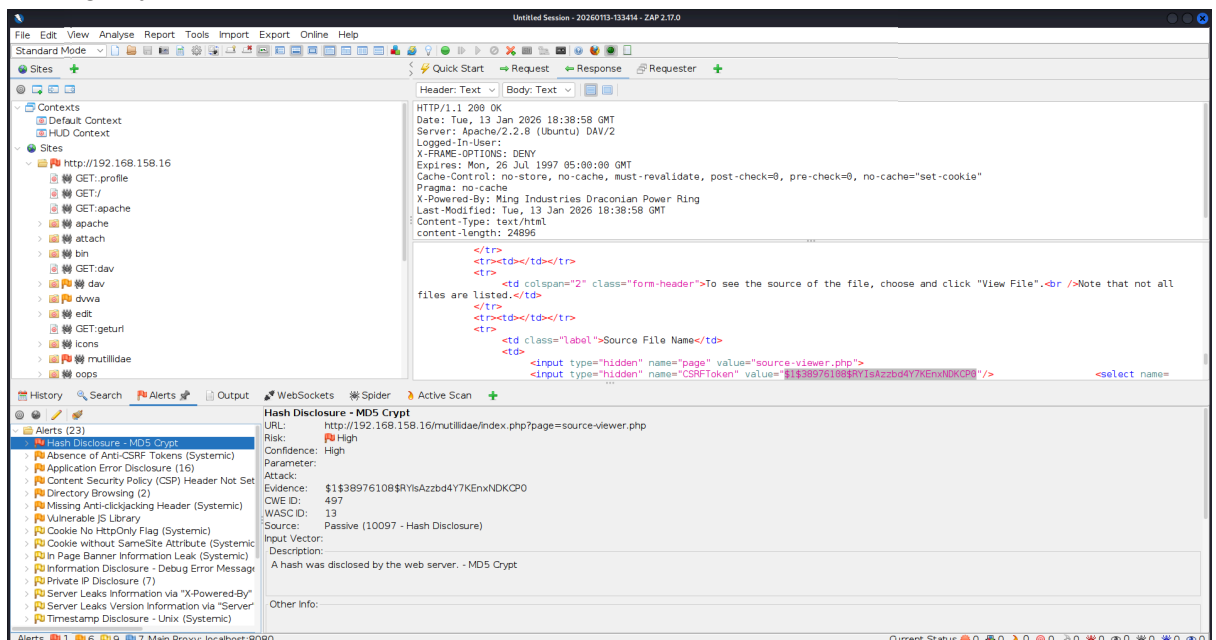 Untitled Session - 20260113-133414 - ZAP 2.17.0
File Edit View Analyse Report Tools Import Export Online Help
Standard Mode
Sites
Quick Start Request Response Requester
Header: Text Body: Text
Contexts
Default Context
HUD Context
Sites
http://192.168.158.16
GET:.profile
GET:/
GET:apache
apache
attach
bin
GET:dav
dav
dvwa
edit
GET:geturl
icons
mutillidae
oops
HTTP/1.1 200 OK
Date: Tue, 13 Jan 2026 18:38:58 GMT
Server: Apache/2.2.8 (Ubuntu) DAV/2
Logged-In-User:
X-FRAME-OPTIONS: DENY
Expires: Mon, 26 Jul 1997 05:00:00 GMT
Cache-Control: no-store, no-cache, must-revalidate, post-check=0, pre-check=0, no-cache="set-cookie"
Pragma: no-cache
X-Powered-By: Ming Industries Draconian Power Ring
Last-Modified: Tue, 13 Jan 2026 18:38:58 GMT
Content-Type: text/html
content-length: 24896
</tr>
<tr><td></td></tr>
<tr>
<td colspan="2" class="form-header">To see the source of the file, choose and click "View File".<br />Note that not all
files are listed.</td>
</tr>
<tr><td></td></tr>
<tr>
<td class="label">Source File Name</td>
<td>
<input type="hidden" name="page" value="source-viewer.php">
<input type="hidden" name="CSRFToken" value="$1$38976108$RYIsAzzbd4Y7KEnxNDKCP0"/> <select name=
History Search Alerts Output WebSockets Spider Active Scan
Alerts (23)
Hash Disclosure - MD5 Crypt
Absence of Anti-CSRF Tokens (Systemic)
Application Error Disclosure (16)
Content Security Policy (CSP) Header Not Set
Directory Browsing (2)
Missing Anti-clickjacking Header (Systemic)
Vulnerable JS Library
Cookie No HttpOnly Flag (Systemic)
Cookie without SameSite Attribute (Systemic
In Page Banner Information Leak (Systemic)
Information Disclosure - Debug Error Message
Private IP Disclosure (7)
Server Leaks Information via "X-Powered-By"
Server Leaks Version Information via "Server"
Timestamp Disclosure - Unix (Systemic)
Hash Disclosure - MD5 Crypt
URL: http://192.168.158.16/mutillidae/index.php?page=source-viewer.php
Risk: High
Confidence: High
Parameter:
Attack:
Evidence: $1$38976108$RYIsAzzbd4Y7KEnxNDKCP0
CWE ID: 497
WASC ID: 13
Source: Passive (10097 - Hash Disclosure)
Input Vector:
Description:
A hash was disclosed by the web server. - MD5 Crypt
Other Info:
Alerts 1 6 9 7 Main Proxy: localhost:8080
Current Status 0 0 0 0 0 0 0 0 0